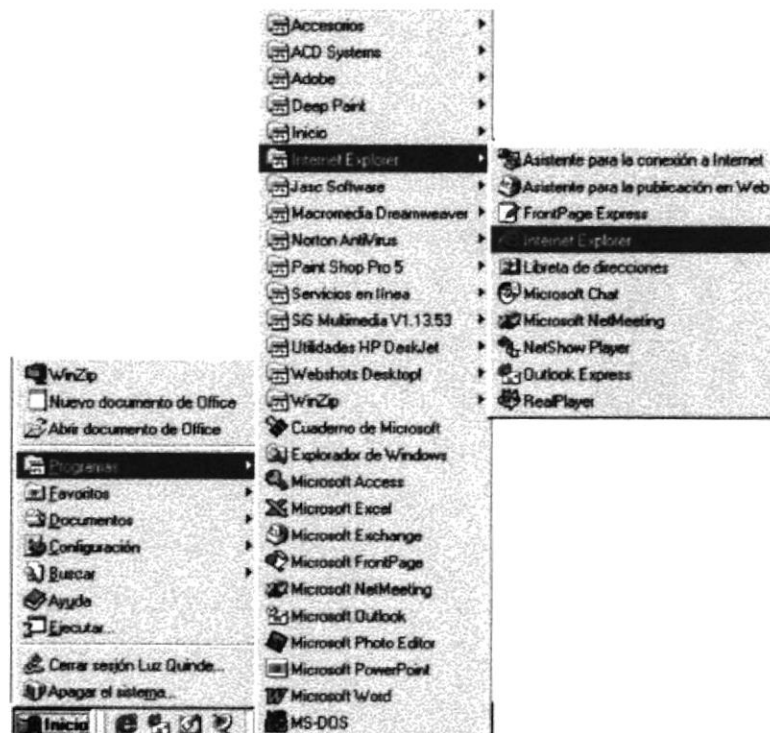 Accesorios
ACD Systems
Adobe
Deep Paint
Inicio
Internet Explorer
Jasc Software
Macromedia Dreamweaver
Norton AntiVirus
Paint Shop Pro 5
Servicios en línea
SiS Multimedia V1.13.53
Utilidades HP DeskJet
Webshots Desktop!
WinZip
Cuaderno de Microsoft
Explorador de Windows
Microsoft Access
Microsoft Excel
Microsoft Exchange
Microsoft FrontPage
Microsoft NetMeeting
Microsoft Outlook
Microsoft Photo Editor
Microsoft PowerPoint
Microsoft Word
MS-DOS
Asistente para la conexión a Internet
Asistente para la publicación en Web
FrontPage Express
Internet Explorer
Libreta de direcciones
Microsoft Chat
Microsoft NetMeeting
NetShow Player
Outlook Express
RealPlayer
WinZip
Nuevo documento de Office
Abrir documento de Office
Programas
Favoritos
Documentos
Configuración
Buscar
Ayuda
Ejecutar...
Cerrar sesión Luz Quinde...
Apagar el sistema...
Inicio